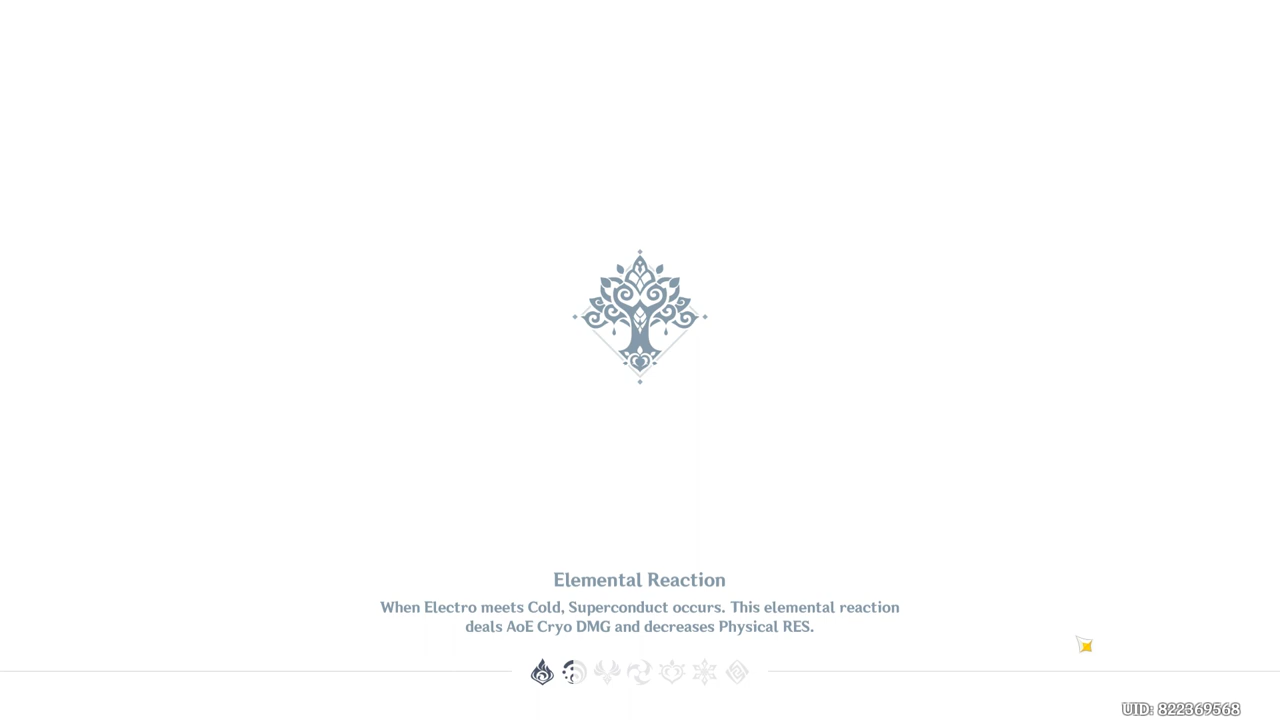 Elemental Reaction
When Electro meets Cold, Superconduct occurs. This elemental reaction
deals AoE Cryo DMG and decreases Physical RES.
UID: 822369568